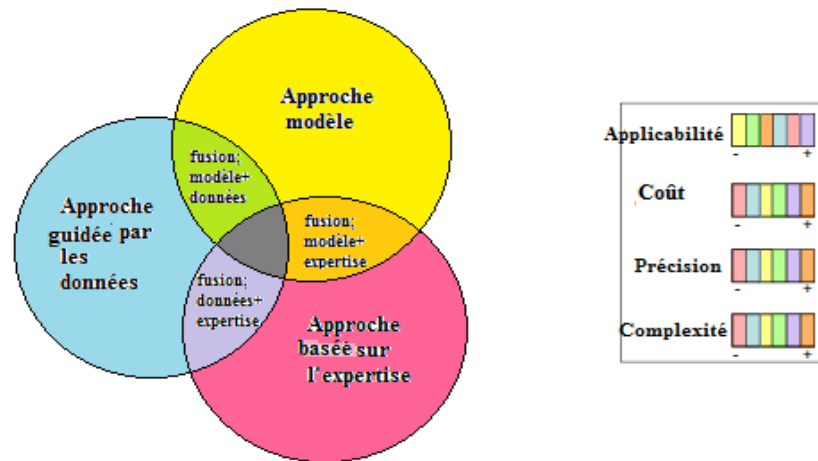 Approche
modèle
fusion;
modèle+
données
Approche
guidée par
les
données
fusion;
modèle+
expertise
fusion;
données+
expertise
Approche
basée sur
l'expertise
Applicabilité
- +
Coût
- +
Précision
- +
Complexité
- +